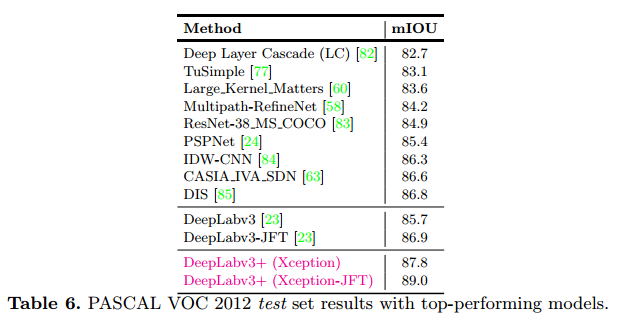 Method mIOU
Deep Layer Cascade (LC) [82] 82.7
TuSimple [77] 83.1
Large_Kernel_Matters [60] 83.6
Multipath-RefineNet [58] 84.2
ResNet-38_MS_COCO [83] 84.9
PSPNet [24] 85.4
IDW-CNN [84] 86.3
CASIA_IVA_SDN [63] 86.6
DIS [85] 86.8
DeepLabv3 [23] 85.7
DeepLabv3-JFT [23] 86.9
DeepLabv3+ (Xception) 87.8
DeepLabv3+ (Xception-JFT) 89.0
Table 6. PASCAL VOC 2012 test set results with top-performing models.